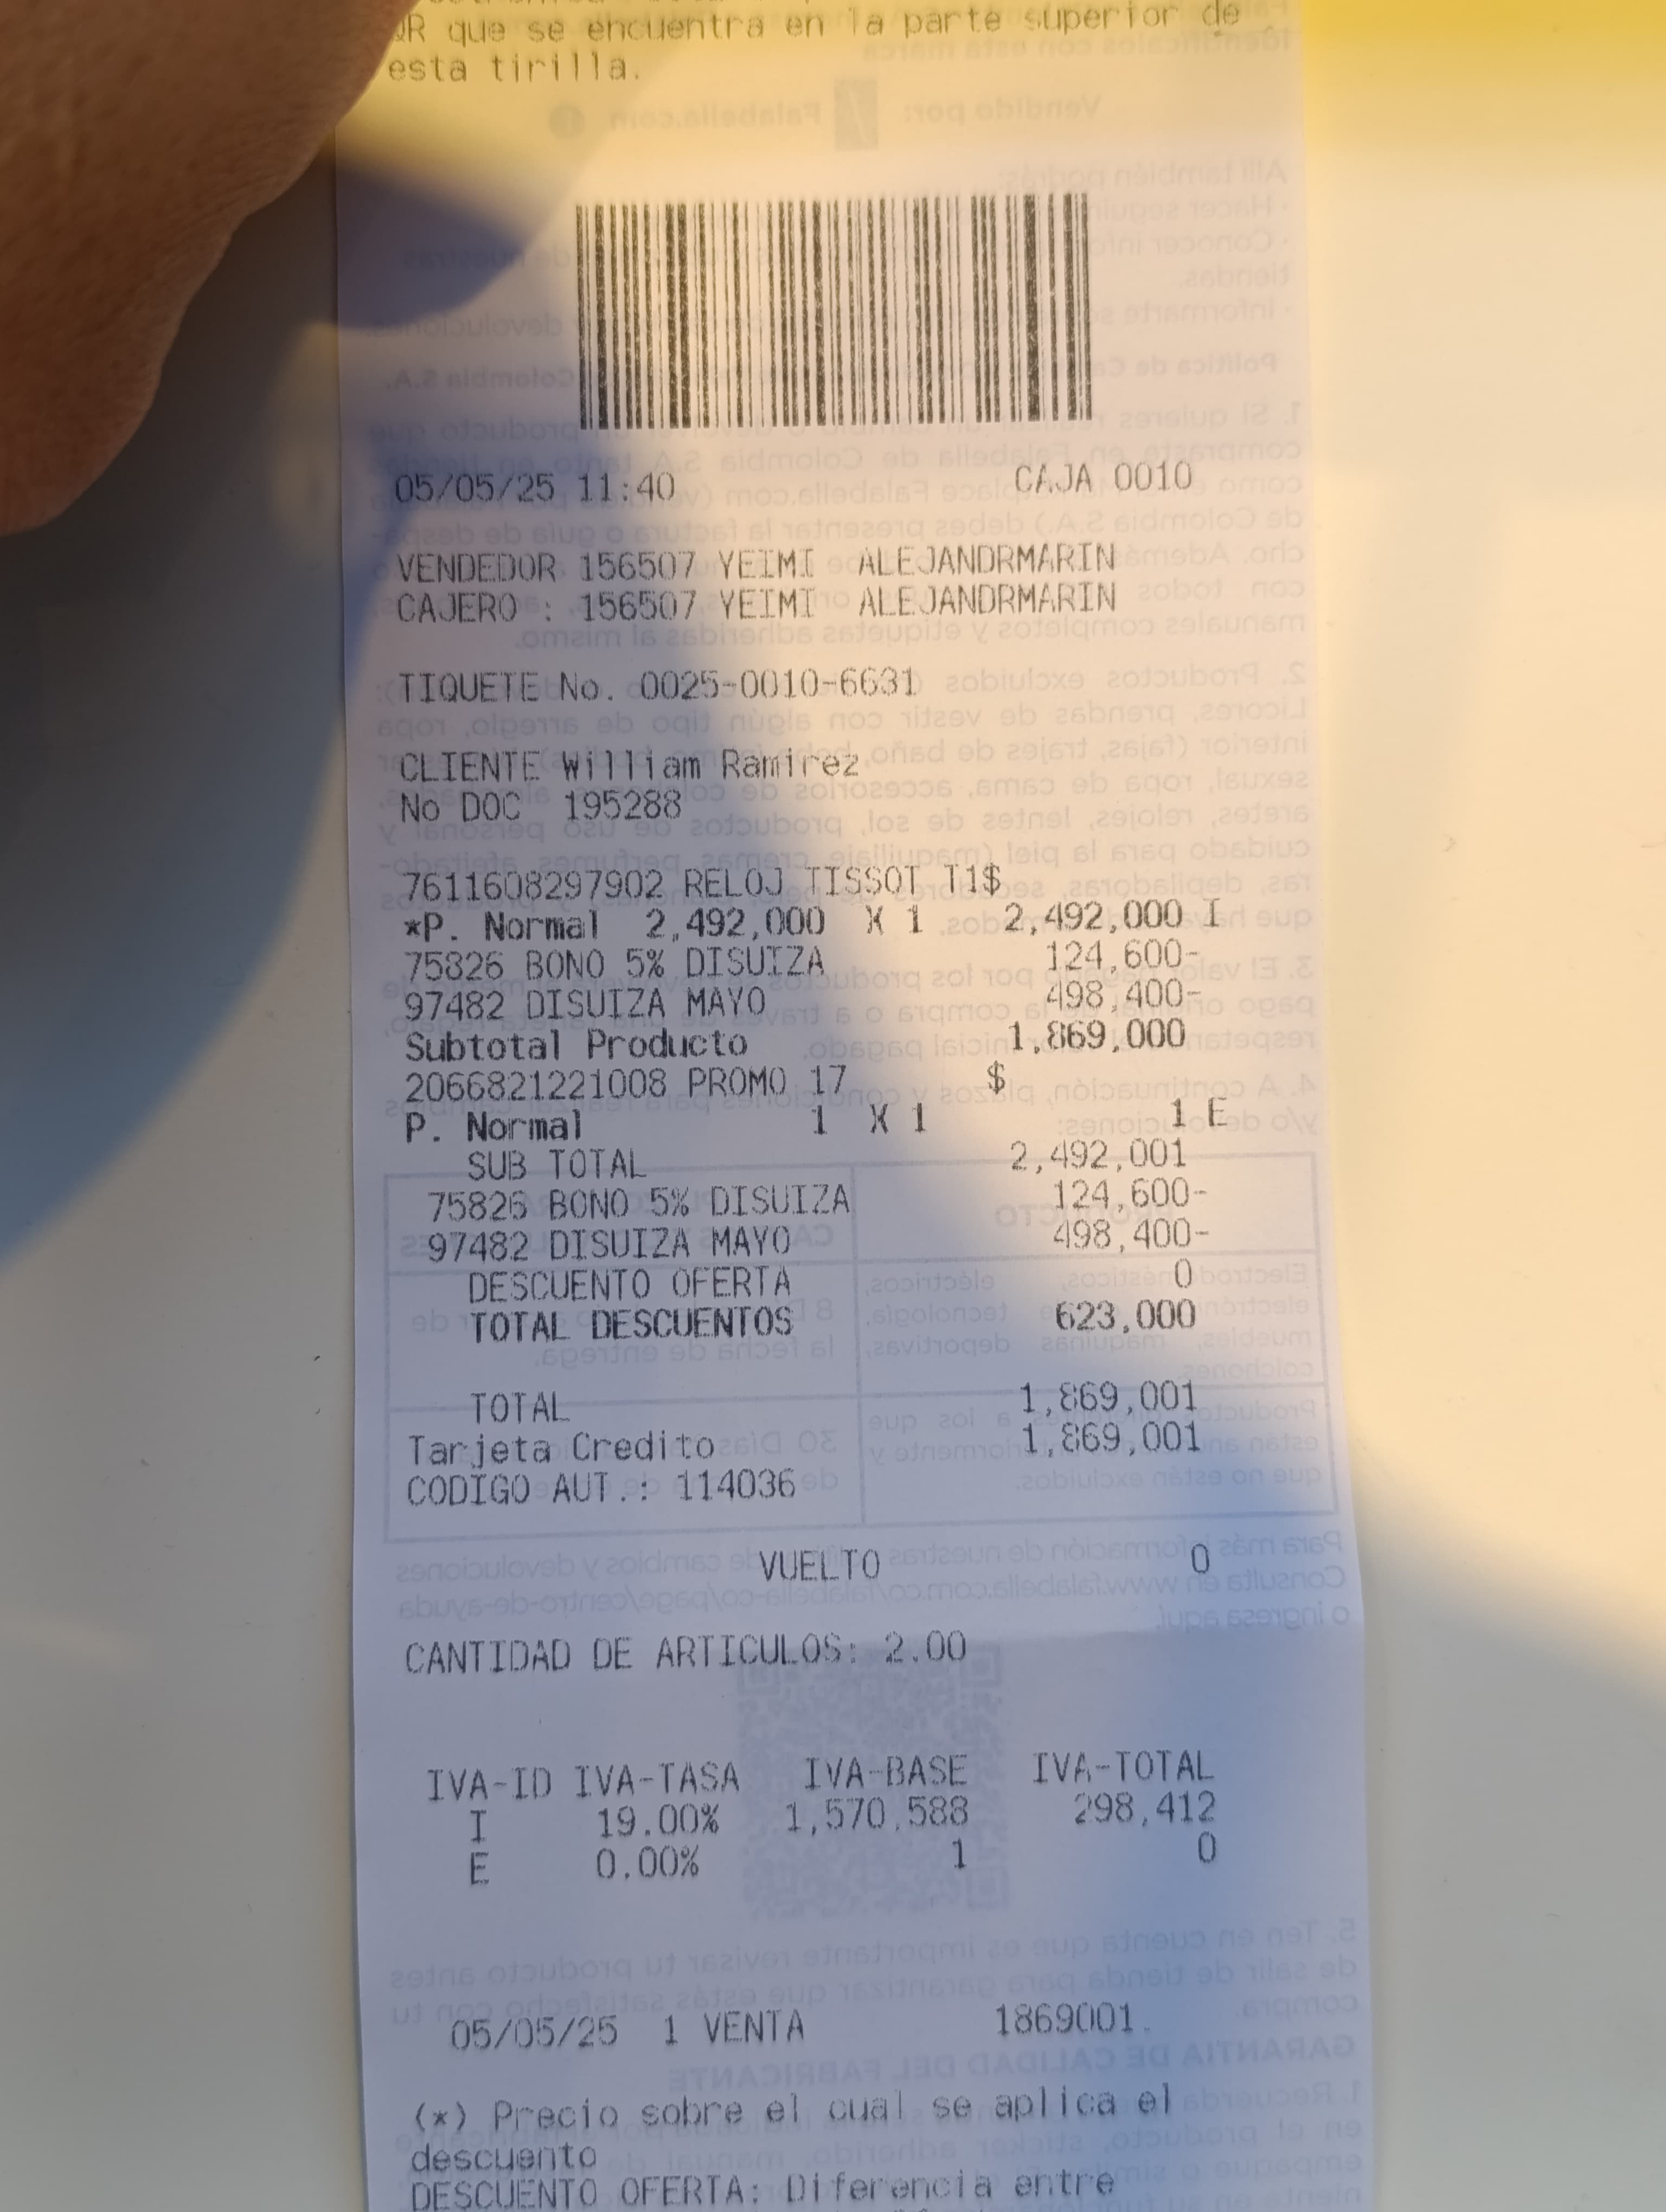 QR que se encuentra en la parte superior de
esta tirilla.
05/05/25 11:40 CAJA 0010
VENDEDOR 156507 YEIMI ALEJANDRMARIN
CAJERO : 156507 YEIMI ALEJANDRMARIN
TIQUETE No. 0025-0010-6631
CLIENTE William Ramirez
No DOC 195288
7611608297902 RELOJ TISSOT T1$
*P. Normal 2,492,000 X 1 2,492,000 I
75826 BONO 5% DISUIZA 124,600-
97482 DISUIZA MAYO 498,400-
Subtotal Producto 1,869,000
2066821221008 PROMO 17 $
P. Normal 1 X 1 1 E
SUB TOTAL 2,492,001
75826 BONO 5% DISUIZA 124,600-
97482 DISUIZA MAYO 498,400-
DESCUENTO OFERTA 0
TOTAL DESCUENTOS 623,000
TOTAL 1,869,001
Tarjeta Credito 1,869,001
CODIGO AUT.: 114036
VUELTO 0
CANTIDAD DE ARTICULOS: 2.00
IVA-ID IVA-TASA IVA-BASE IVA-TOTAL
I 19.00% 1,570,588 298,412
E 0.00% 1 0
05/05/25 1 VENTA 1869001.
(*) Precio sobre el cual se aplica el
descuento
DESCUENTO OFERTA: Diferencia entre